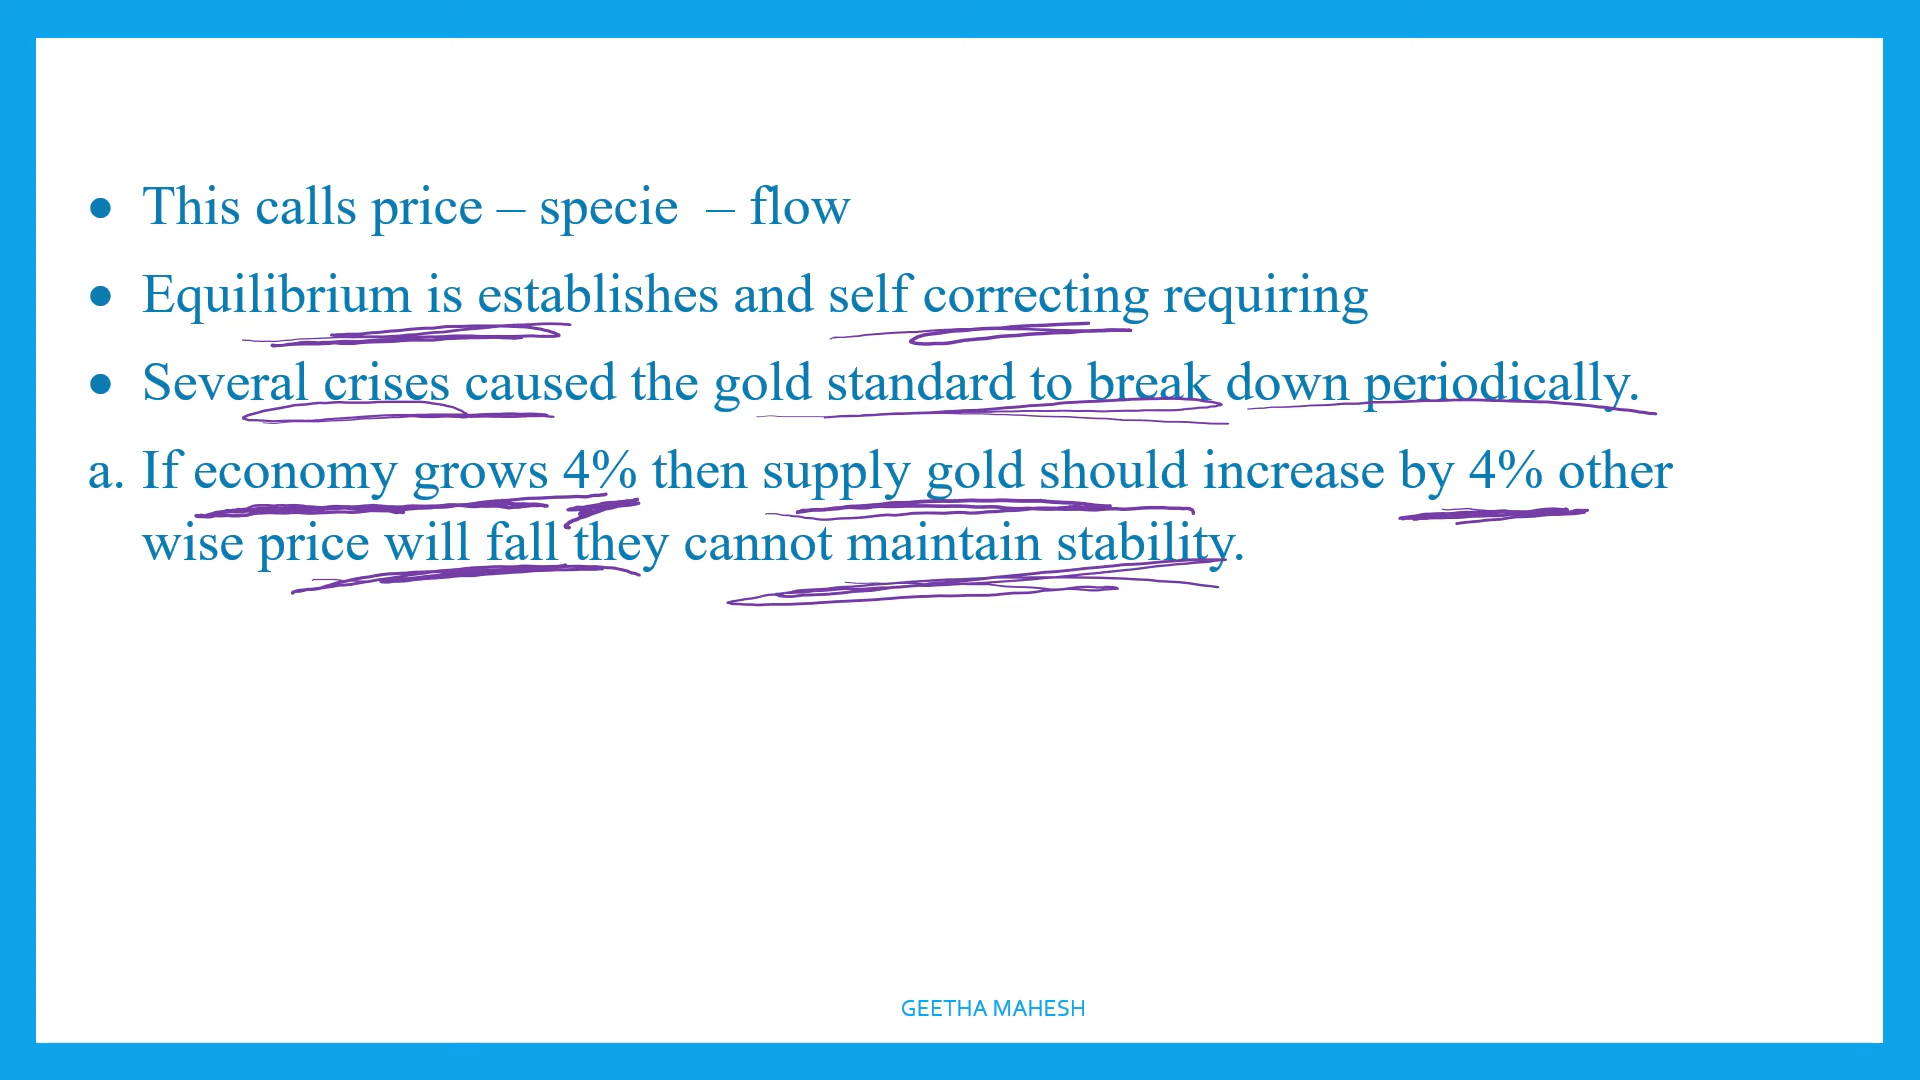 • This calls price – specie – flow
• Equilibrium is establishes and self correcting requiring
• Several crises caused the gold standard to break down periodically.
a. If economy grows 4% then supply gold should increase by 4% other
wise price will fall they cannot maintain stability.
GEETHA MAHESH